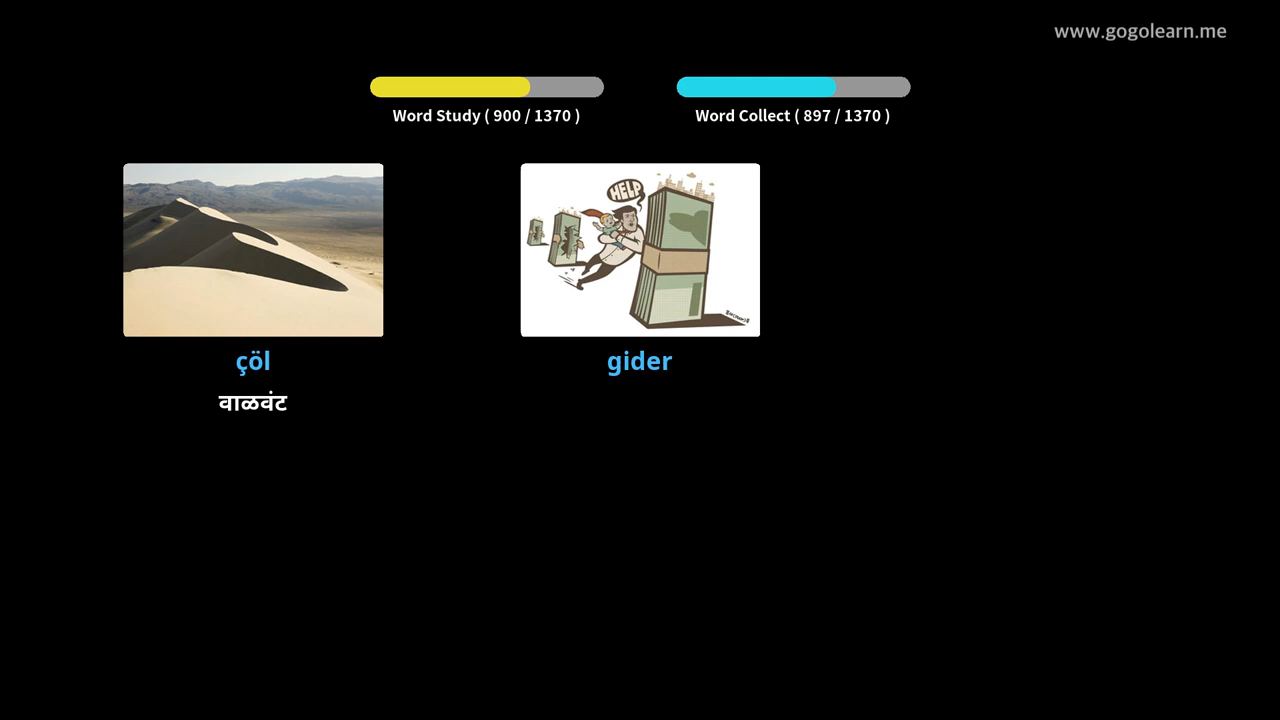 www.gogolearn.me
Word Study ( 900 / 1370 )
Word Collect ( 897 / 1370 )
HELP
çöl
gider
वाळवंट